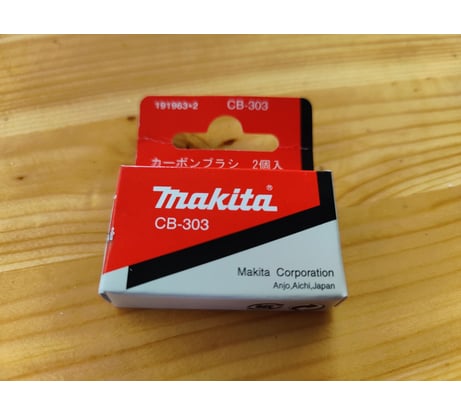 191963-2 CB-303
カーボンブラシ 2個入
makita®
CB-303
Makita Corporation
Anjo,Aichi,Japan